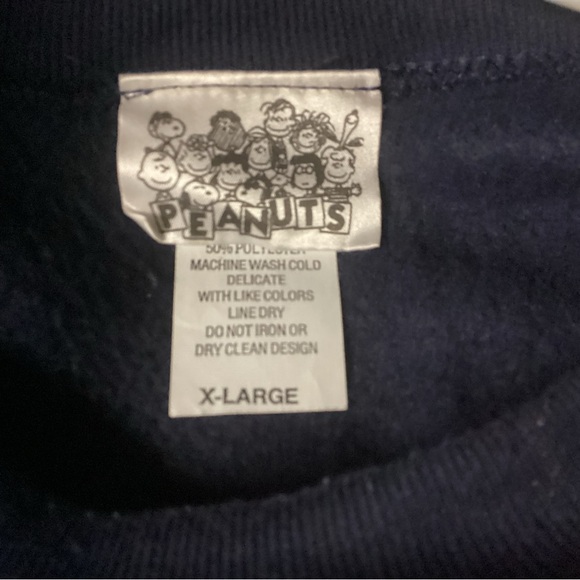 PEANUTS
50% POLYESTER
MACHINE WASH COLD
DELICATE
WITH LIKE COLORS
LINE DRY
DO NOT IRON OR
DRY CLEAN DESIGN
X-LARGE